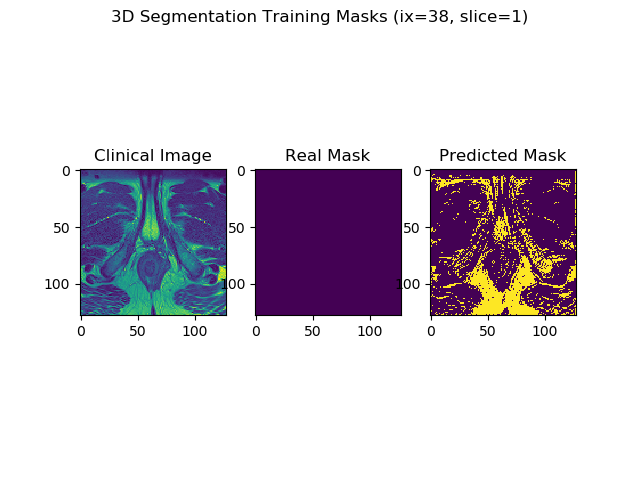 3D Segmentation Training Masks (ix=38, slice=1)
Clinical Image Real Mask Predicted Mask
0 0 0
50 50 50
100 100 100
0 50 100 0 50 100 0 50 100